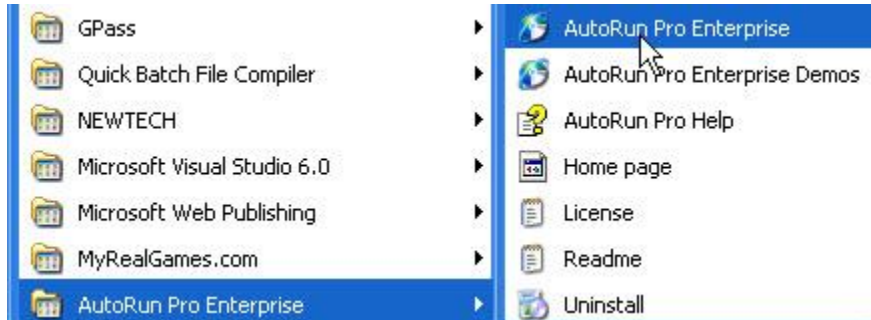 GPass
Quick Batch File Compiler
NEWTECH
Microsoft Visual Studio 6.0
Microsoft Web Publishing
MyRealGames.com
AutoRun Pro Enterprise
AutoRun Pro Enterprise
AutoRun Pro Enterprise Demos
AutoRun Pro Help
Home page
License
Readme
Uninstall